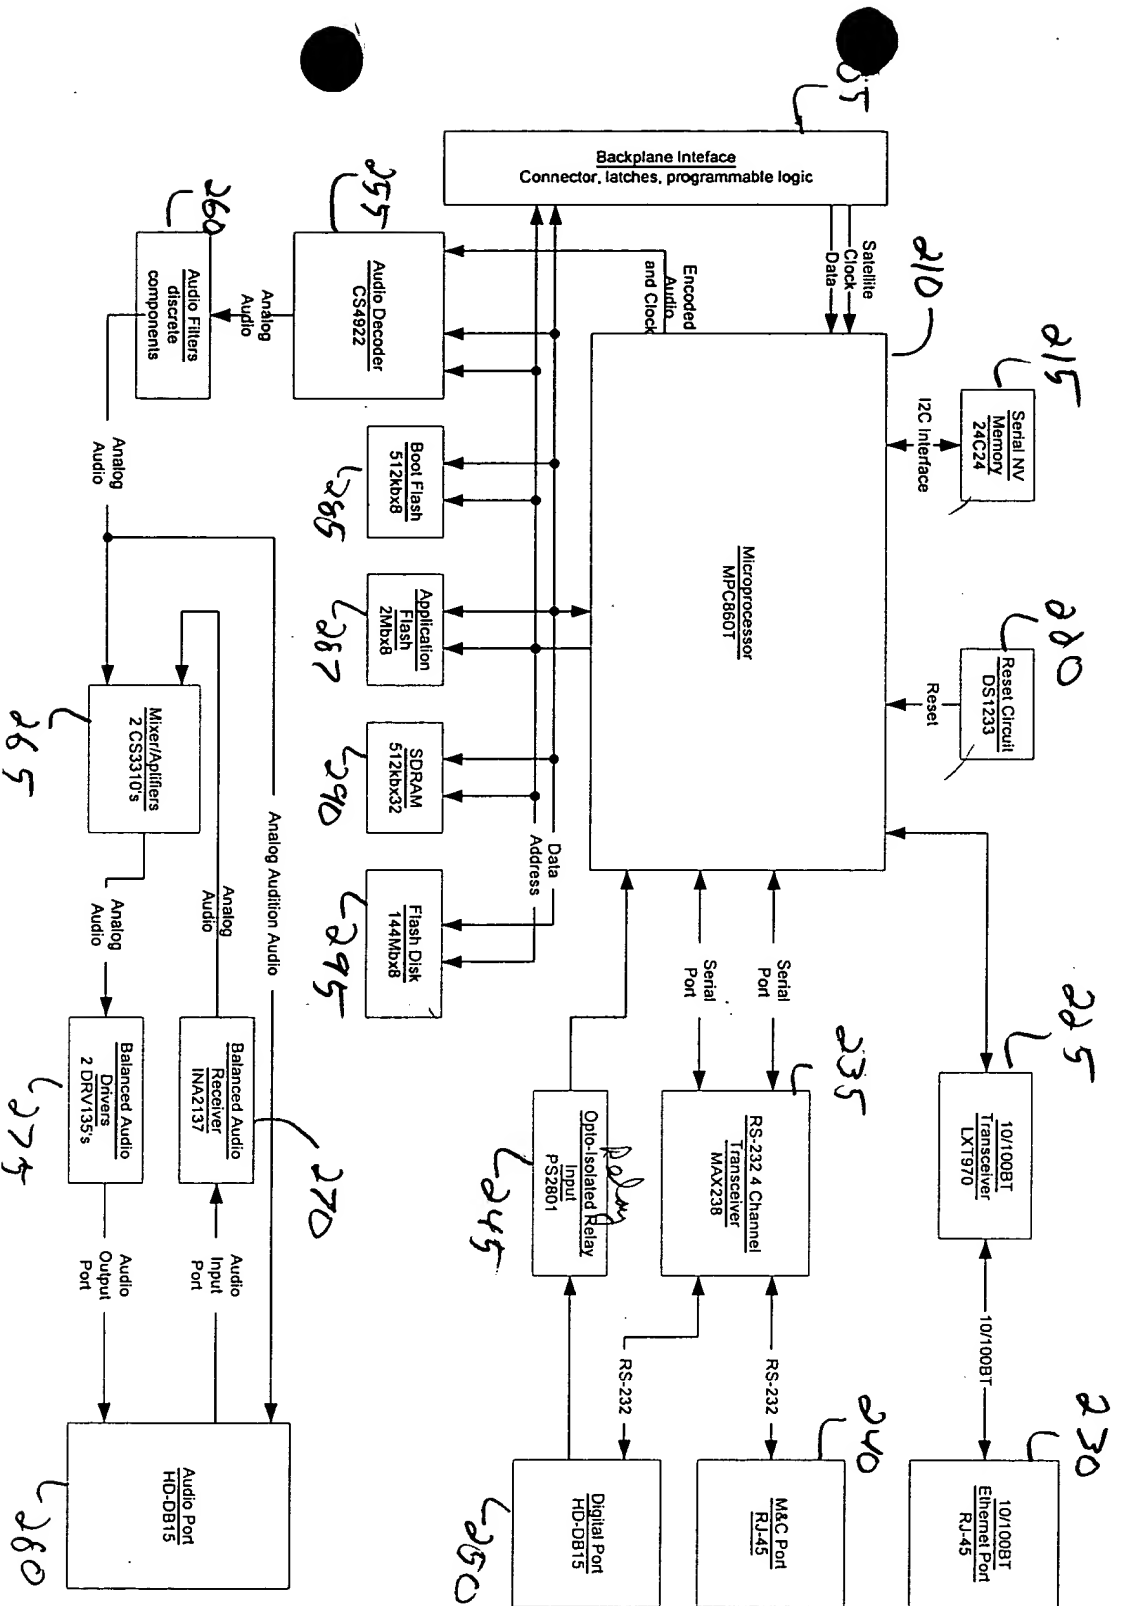 05
Backplane Inteface
Connector, latches, programmable logic
210
Satellite
Clock
Data
Encoded
Audio
and Clock
215
Serial NV
Memory
24C24
I2C Interface
220
Reset Circuit
DS1233
Reset
Microprocessor
MPC860T
225
10/100BT
Transceiver
LXT970
10/100BT
230
10/100BT
Ethernet Port
RJ-45
Serial
Port
Serial
Port
235
RS-232 4 Channel
Transceiver
MAX238
RS-232
RS-232
240
M&C Port
RJ-45
Relay
Opto-Isolated Relay
Input
PS2801
245
Digital Port
HD-DB15
250
255
Audio Decoder
CS4922
Analog
Audio
260
Audio Filters
discrete
components
Boot Flash
512kbx8
285
Application
Flash
2Mbx8
287
SDRAM
512kbx32
290
Data
Address
Flash Disk
144Mbx8
295
Analog
Audio
Analog Audition Audio
Mixer/Aplifiers
2 CS3310's
265
Analog
Audio
Analog
Audio
Balanced Audio
Receiver
INA2137
270
Balanced Audio
Drivers
2 DRV135's
275
Audio
Input
Port
Audio
Output
Port
Audio Port
HD-DB15
280